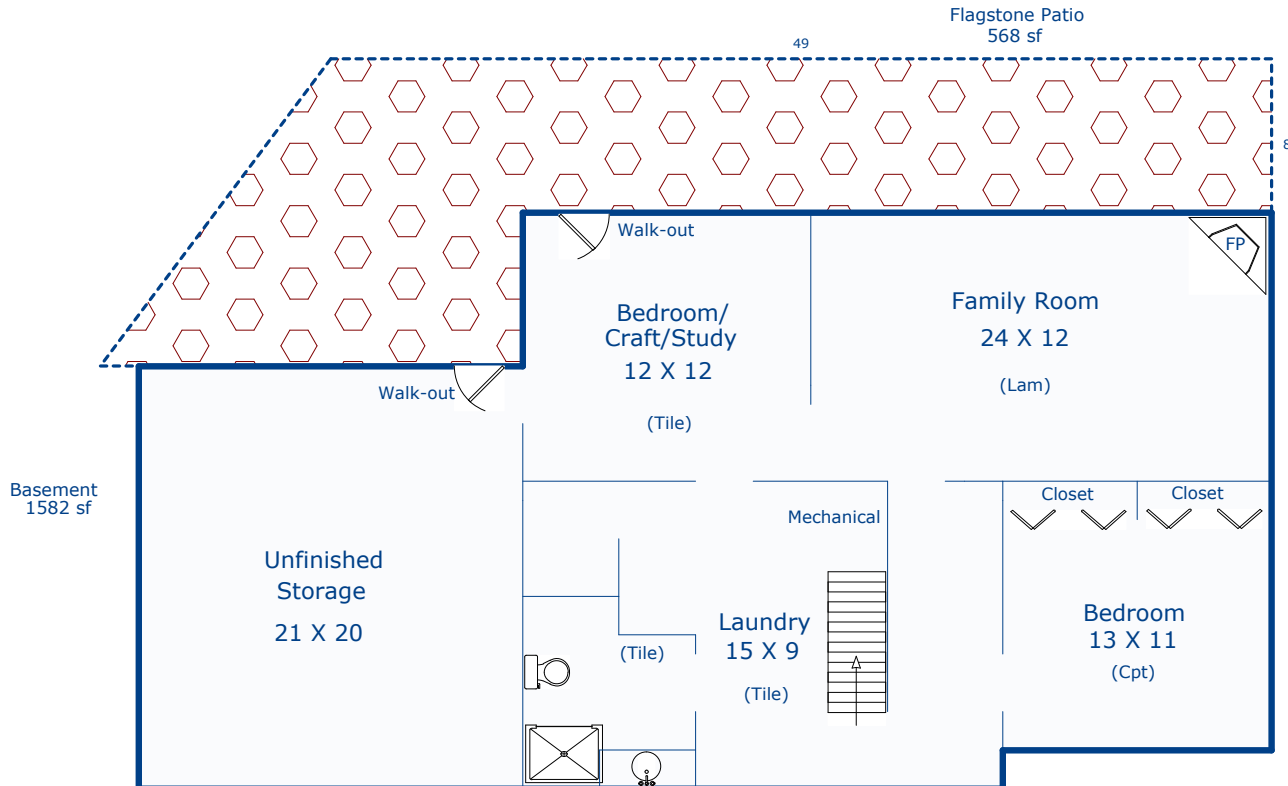 Flagstone Patio
568 sf
49
8
Walk-out
FP
Bedroom/
Craft/Study
12 X 12
(Tile)
Family Room
24 X 12
(Lam)
Walk-out
Basement
1582 sf
Closet
Closet
Mechanical
Unfinished
Storage
21 X 20
Laundry
15 X 9
(Tile)
(Tile)
Bedroom
13 X 11
(Cpt)